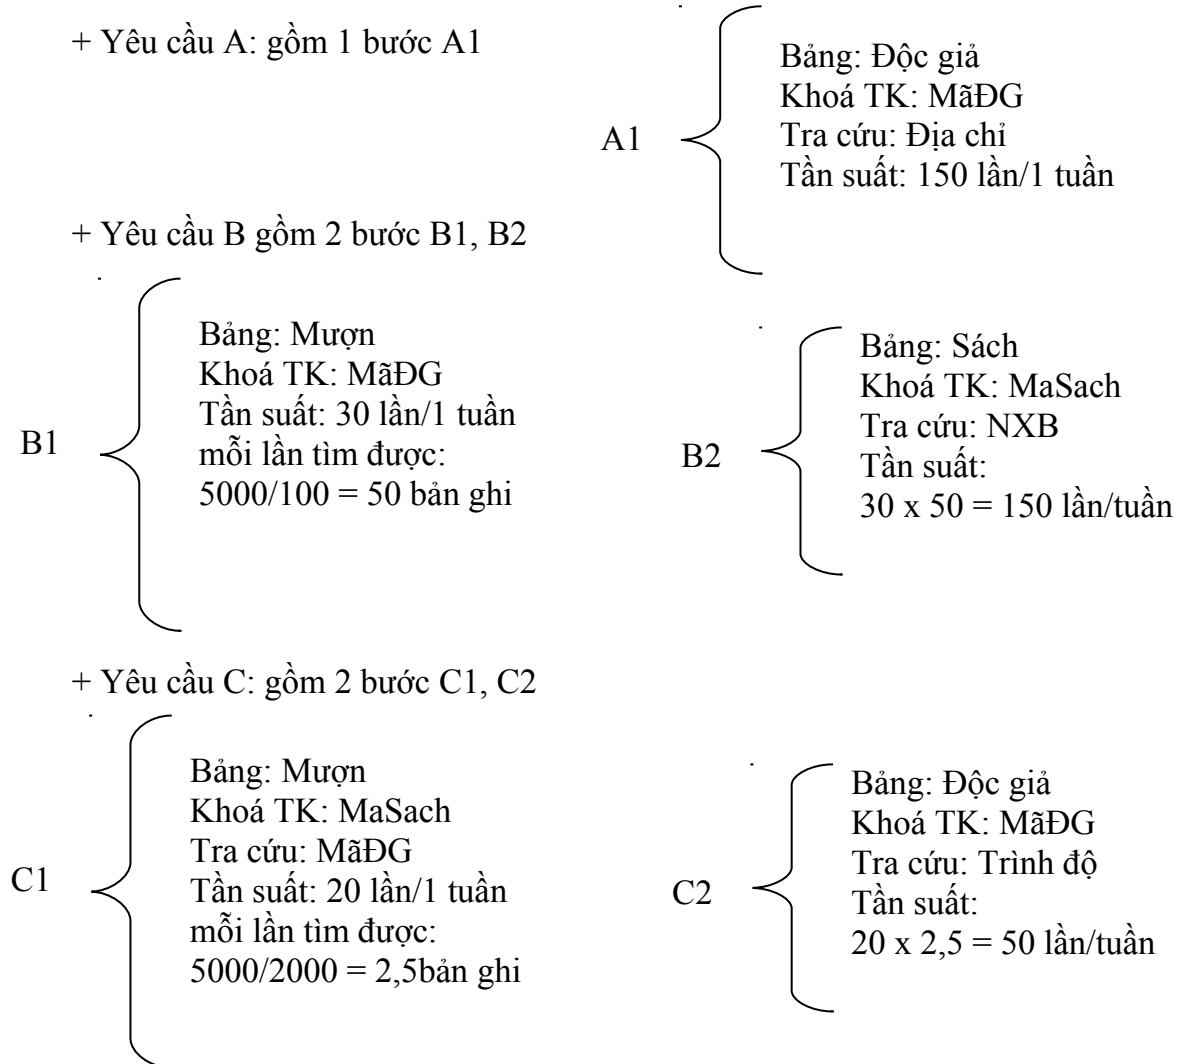 + Yêu cầu A: gồm 1 bước A1
A1
Bảng: Độc giả
Khoá TK: MãĐG
Tra cứu: Địa chỉ
Tần suất: 150 lần/1 tuần
+ Yêu cầu B gồm 2 bước B1, B2
B1
Bảng: Mượn
Khoá TK: MãĐG
Tần suất: 30 lần/1 tuần
mỗi lần tìm được:
5000/100 = 50 bản ghi
B2
Bảng: Sách
Khoá TK: MaSach
Tra cứu: NXB
Tần suất:
30 x 50 = 150 lần/tuần
+ Yêu cầu C: gồm 2 bước C1, C2
C1
Bảng: Mượn
Khoá TK: MaSach
Tra cứu: MãĐG
Tần suất: 20 lần/1 tuần
mỗi lần tìm được:
5000/2000 = 2,5bản ghi
C2
Bảng: Độc giả
Khoá TK: MãĐG
Tra cứu: Trình độ
Tần suất:
20 x 2,5 = 50 lần/tuần